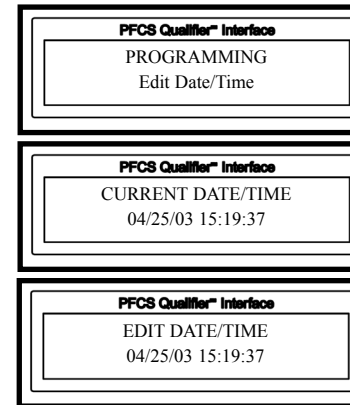 PFCS Qualifier™ Interface
PROGRAMMING
Edit Date/Time
PFCS Qualifier™ Interface
CURRENT DATE/TIME
04/25/03 15:19:37
PFCS Qualifier™ Interface
EDIT DATE/TIME
04/25/03 15:19:37